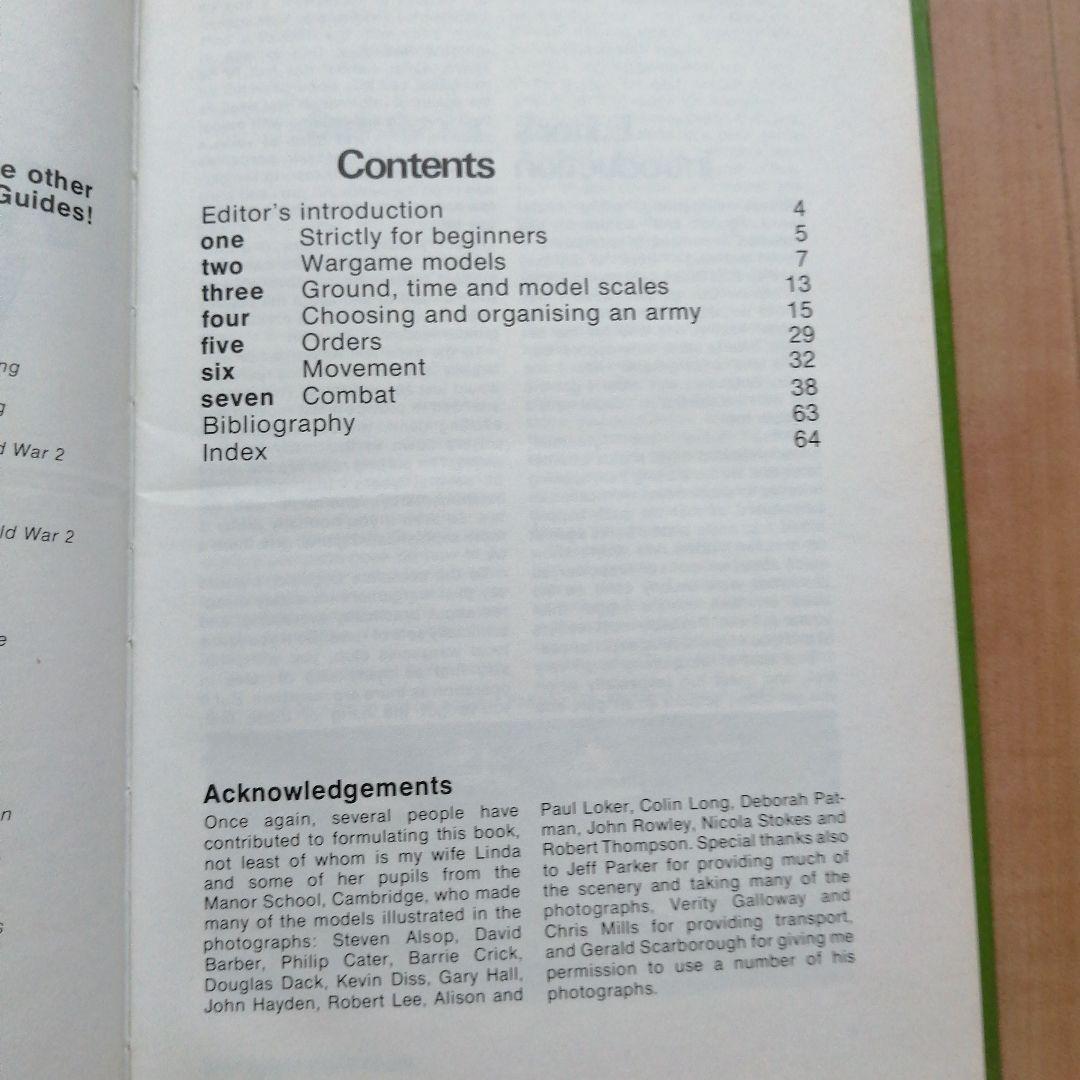 e other
Guides!
ng
g
d War 2
ld War 2
e
n
s
Contents
Editor's introduction 4
one Strictly for beginners 5
two Wargame models 7
three Ground, time and model scales 13
four Choosing and organising an army 15
five Orders 29
six Movement 32
seven Combat 38
Bibliography 63
Index 64
Acknowledgements
Once again, several people have
contributed to formulating this book,
not least of whom is my wife Linda
and some of her pupils from the
Manor School, Cambridge, who made
many of the models illustrated in the
photographs: Steven Alsop, David
Barber, Philip Cater, Barrie Crick,
Douglas Dack, Kevin Diss, Gary Hall,
John Hayden, Robert Lee, Alison and
Paul Loker, Colin Long, Deborah Pat-
man, John Rowley, Nicola Stokes and
Robert Thompson. Special thanks also
to Jeff Parker for providing much of
the scenery and taking many of the
photographs, Verity Galloway and
Chris Mills for providing transport,
and Gerald Scarborough for giving me
permission to use a number of his
photographs.